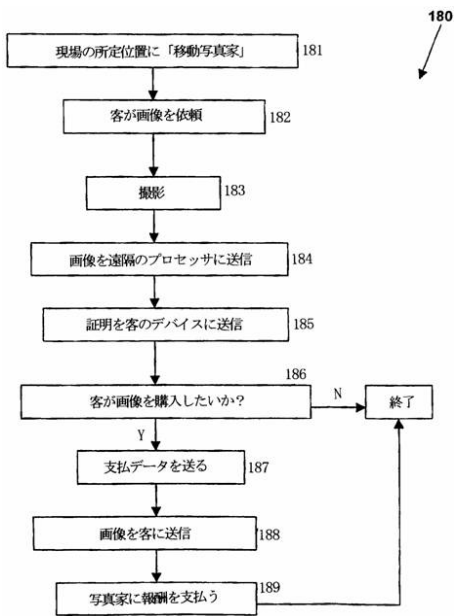 180
現場の所定位置に「移動写真家」 181
客が画像を依頼 182
撮影 183
画像を遠隔のプロセッサに送信 184
証明を客のデバイスに送信 185
186
客が画像を購入したいか? N 終了
Y
支払データを送る 187
画像を客に送信 188
写真家に報酬を支払う 189